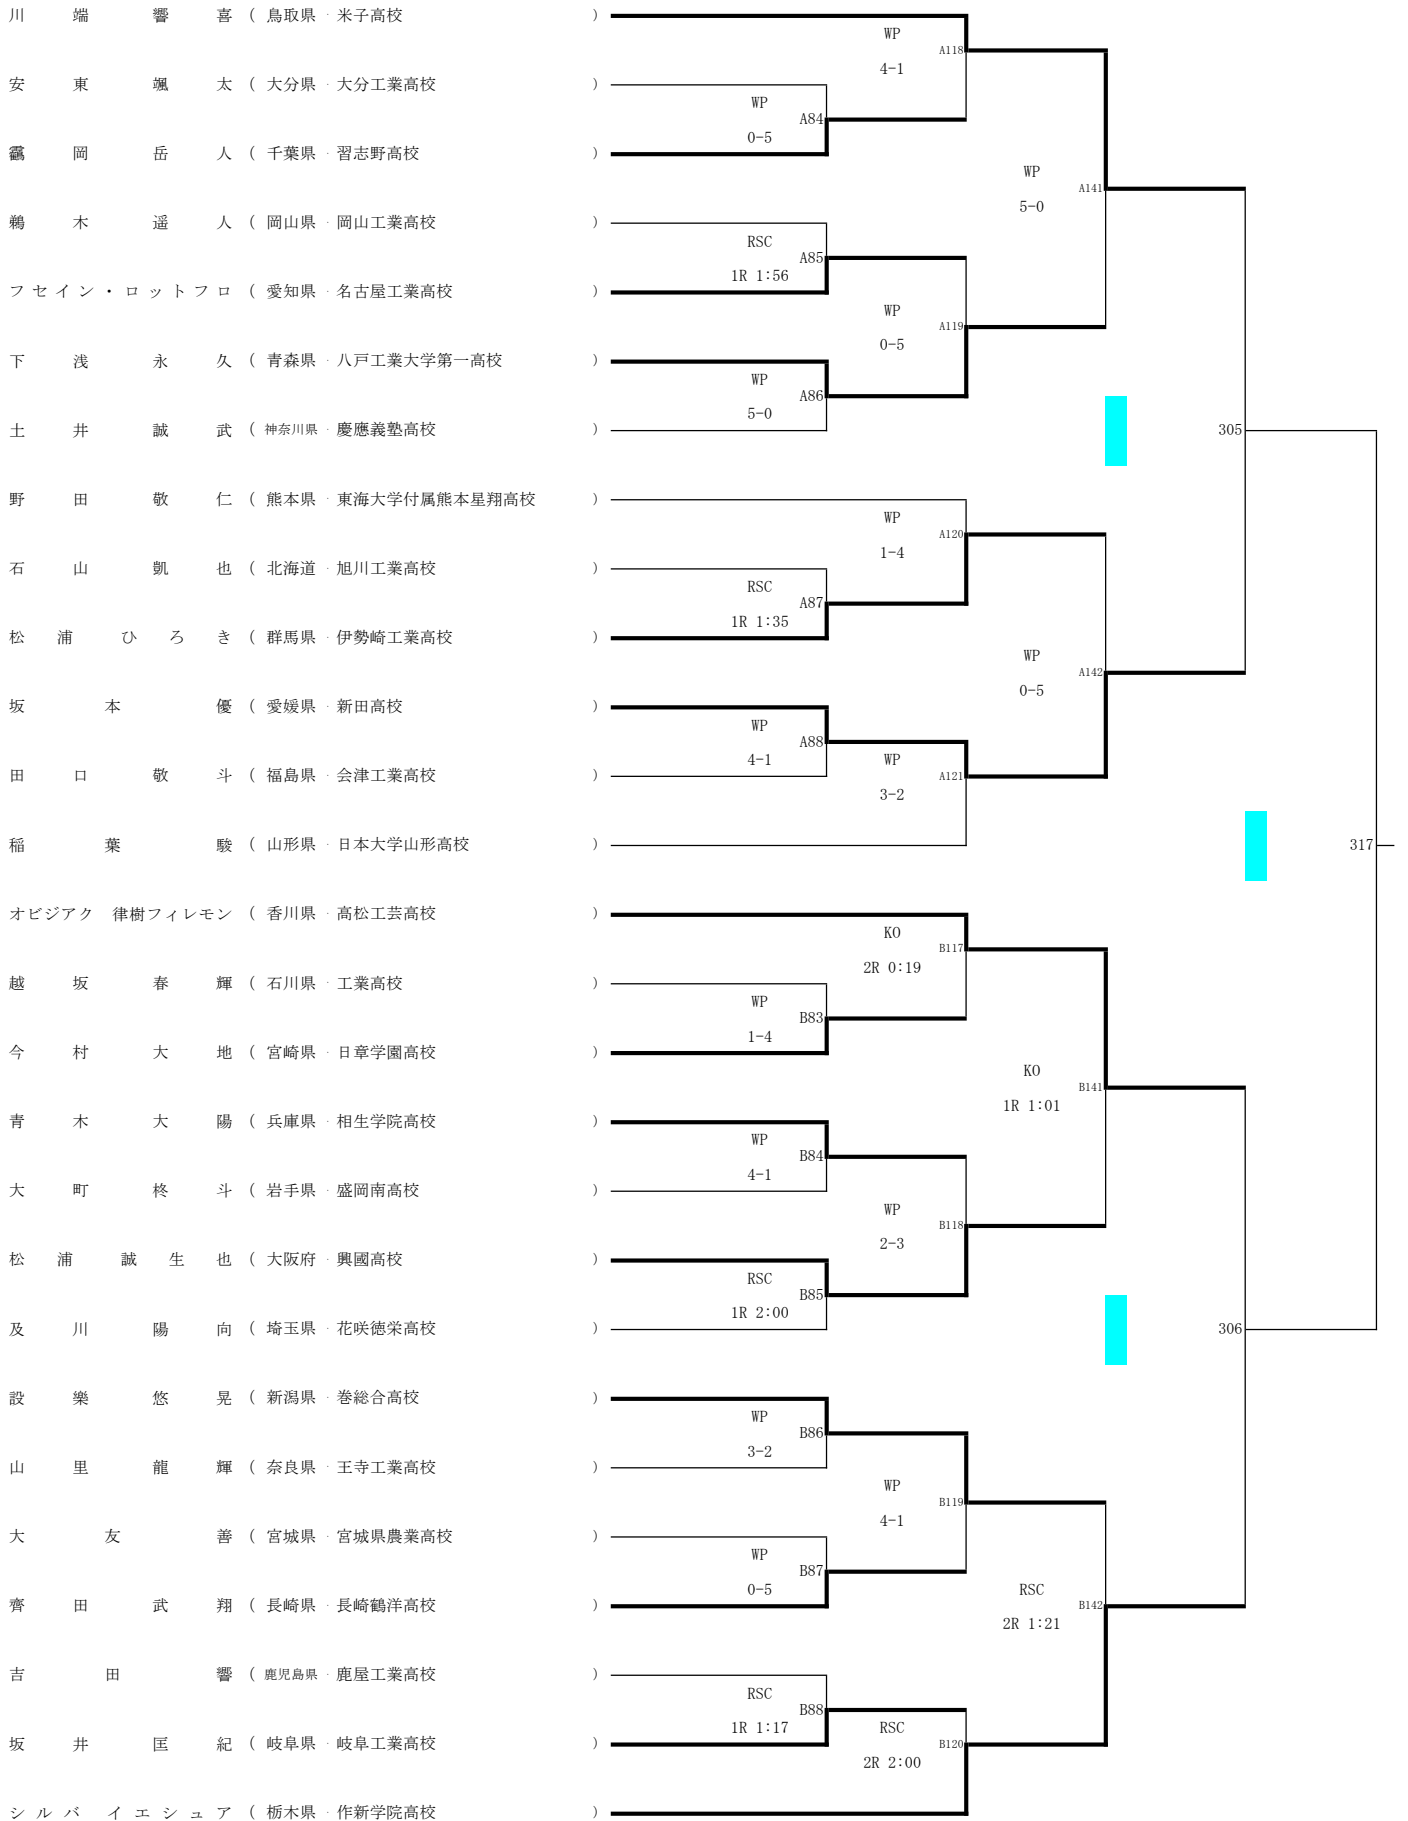 川端響喜 ( 鳥取県 · 米子高校 )
WP
A118
4-1
安東颯太 ( 大分県 · 大分工業高校 )
WP
A84
0-5
岡岳人 ( 千葉県 · 習志野高校 )
WP
A141
5-0
鵜木遥人 ( 岡山県 · 岡山工業高校 )
RSC
A85
1R 1:56
フセイン・ロットフロ ( 愛知県 · 名古屋工業高校 )
WP
A119
0-5
下浅永久 ( 青森県 · 八戸工業大学第一高校 )
WP
A86
5-0
土井誠武 ( 神奈川県 · 慶應義塾高校 )
305
野田敬仁 ( 熊本県 · 東海大学付属熊本星翔高校 )
WP
A120
1-4
石山凱也 ( 北海道 · 旭川工業高校 )
RSC
A87
1R 1:35
松浦ひろき ( 群馬県 · 伊勢崎工業高校 )
WP
A142
0-5
坂本優 ( 愛媛県 · 新田高校 )
WP
A88
4-1
WP
A121
3-2
田口敬斗 ( 福島県 · 会津工業高校 )
稲葉駿 ( 山形県 · 日本大学山形高校 )
317
オビジアク 律樹フィレモン ( 香川県 · 高松工芸高校 )
KO
B117
2R 0:19
越坂春輝 ( 石川県 · 工業高校 )
WP
B83
1-4
今村大地 ( 宮崎県 · 日章学園高校 )
KO
B141
1R 1:01
青木大陽 ( 兵庫県 · 相生学院高校 )
WP
B84
4-1
大町柊斗 ( 岩手県 · 盛岡南高校 )
WP
B118
2-3
松浦誠生也 ( 大阪府 · 興國高校 )
RSC
B85
1R 2:00
及川陽向 ( 埼玉県 · 花咲徳栄高校 )
306
設樂悠晃 ( 新潟県 · 巻総合高校 )
WP
B86
3-2
山里龍輝 ( 奈良県 · 王寺工業高校 )
WP
B119
4-1
大友善 ( 宮城県 · 宮城県農業高校 )
WP
B87
0-5
齊田武翔 ( 長崎県 · 長崎鶴洋高校 )
RSC
B142
2R 1:21
吉田響 ( 鹿児島県 · 鹿屋工業高校 )
RSC
B88
1R 1:17
RSC
B120
2R 2:00
坂井匡紀 ( 岐阜県 · 岐阜工業高校 )
シルバ イエシュア ( 栃木県 · 作新学院高校 )